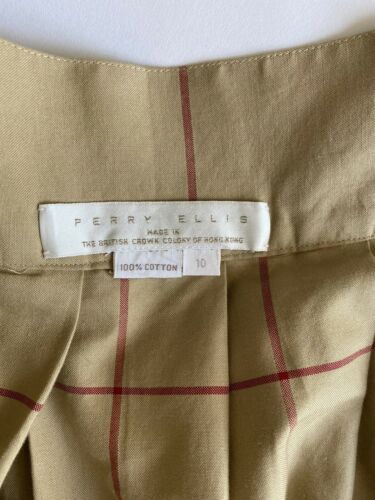 PERRY ELLIS
MADE IN
THE BRITISH CROWN COLONY OF HONG KONG
100% COTTON
10